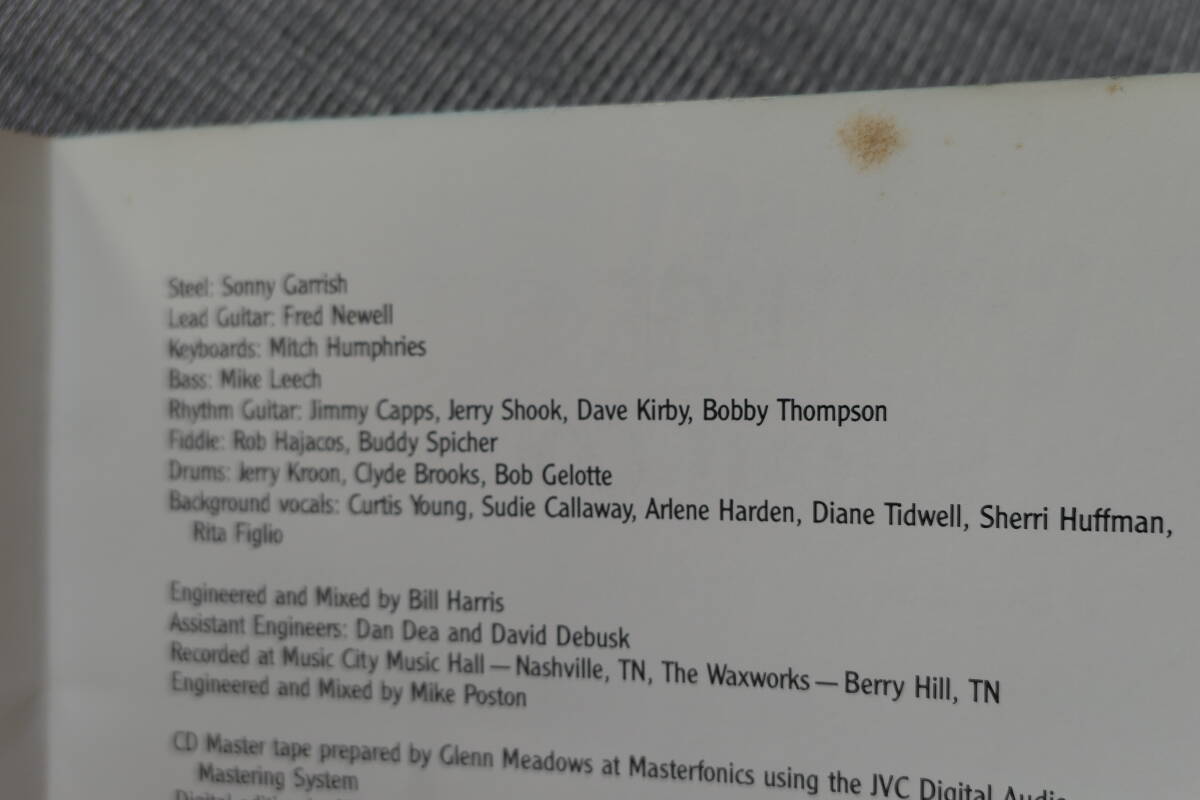 Steel: Sonny Garrish
Lead Guitar: Fred Newell
Keyboards: Mitch Humphries
Bass: Mike Leech
Rhythm Guitar: Jimmy Capps, Jerry Shook, Dave Kirby, Bobby Thompson
Fiddle: Rob Hajacos, Buddy Spicher
Drums: Jerry Kroon, Clyde Brooks, Bob Gelotte
Background vocals: Curtis Young, Sudie Callaway, Arlene Harden, Diane Tidwell, Sherri Huffman,
Rita Figlio
Engineered and Mixed by Bill Harris
Assistant Engineers: Dan Dea and David Debusk
Recorded at Music City Music Hall — Nashville, TN, The Waxworks — Berry Hill, TN
Engineered and Mixed by Mike Poston
CD Master tape prepared by Glenn Meadows at Masterfonics using the JVC Digital Audio
Mastering System